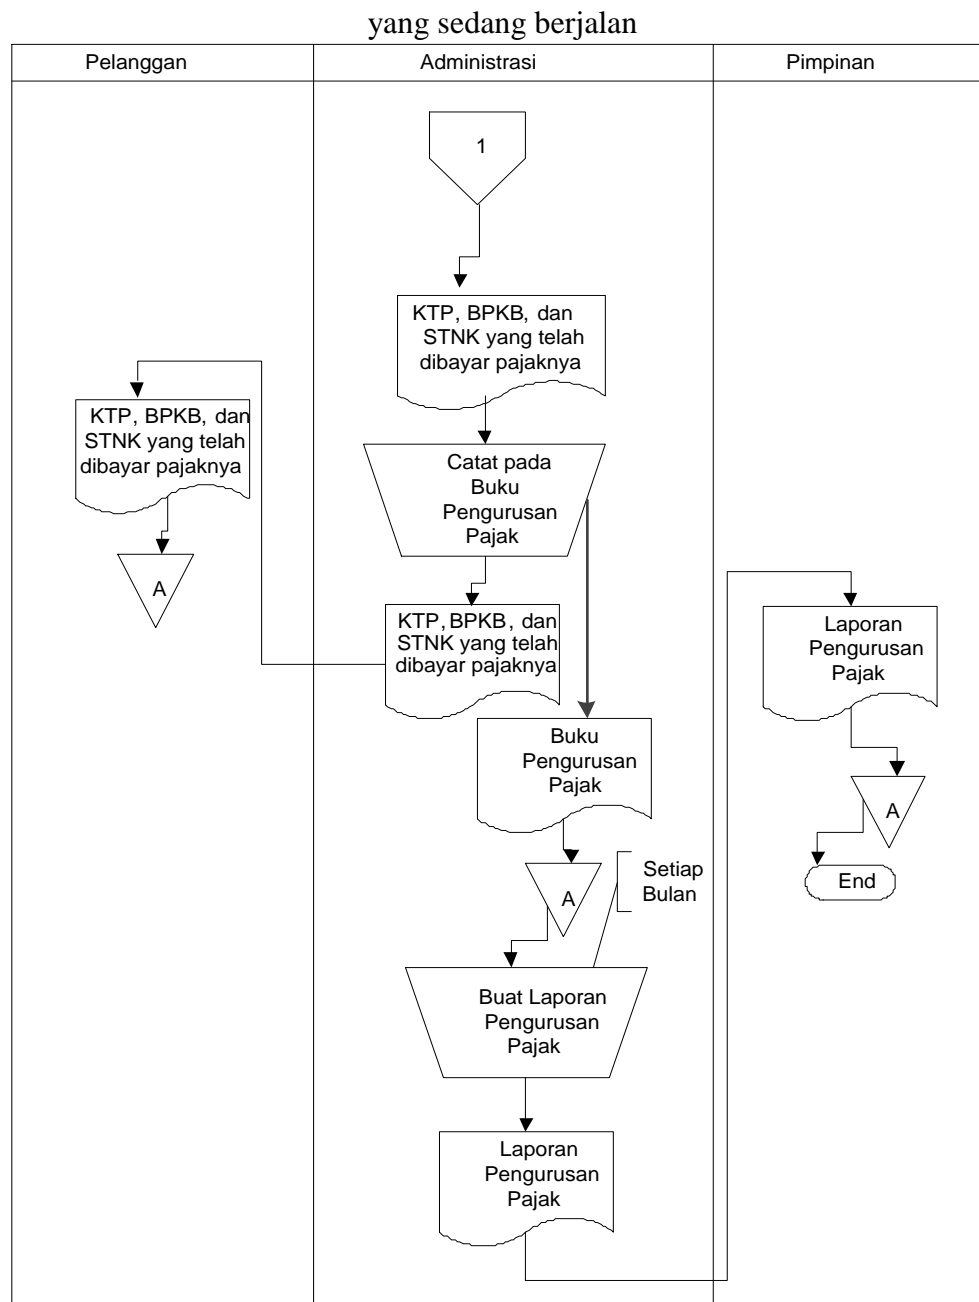 yang sedang berjalan
Pelanggan
Administrasi
Pimpinan
1
KTP, BPKB, dan
STNK yang telah
dibayar pajaknya
KTP, BPKB, dan
STNK yang telah
dibayar pajaknya
A
Catat pada
Buku
Pengurusan
Pajak
KTP, BPKB, dan
STNK yang telah
dibayar pajaknya
Buku
Pengurusan
Pajak
A
Setiap
Bulan
Buat Laporan
Pengurusan
Pajak
Laporan
Pengurusan
Pajak
Laporan
Pengurusan
Pajak
A
End